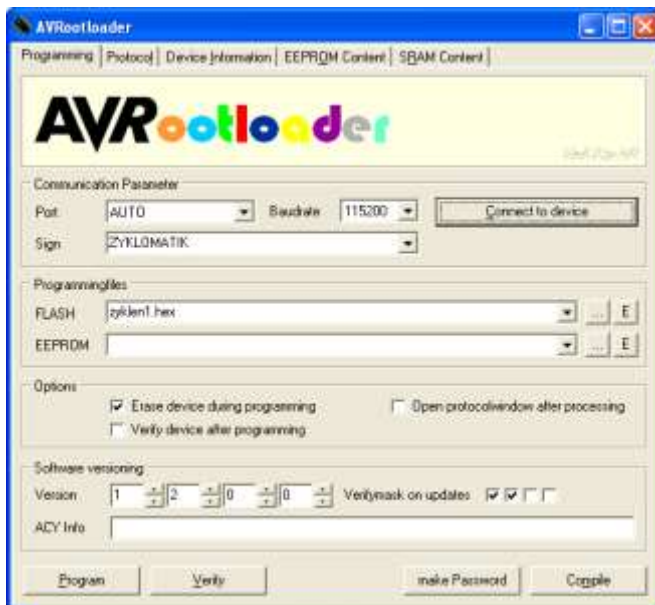 AVRootloader
Programming Protocol Device Information EEPROM Content SRAM Content
AVRootloader
Communication Parameter
Port AUTO Baudrate 115200 Connect to device
Sign ZYKLOMATIK
Programmingfiles
FLASH zyklen1.hex ... E
EEPROM ... E
Options
Erase device during programming Open protocolwindow after processing
Verify device after programming
Software versioning
Version 1 2 0 0 Verifymask on updates
ACY Info
Program Verify make Password Compile